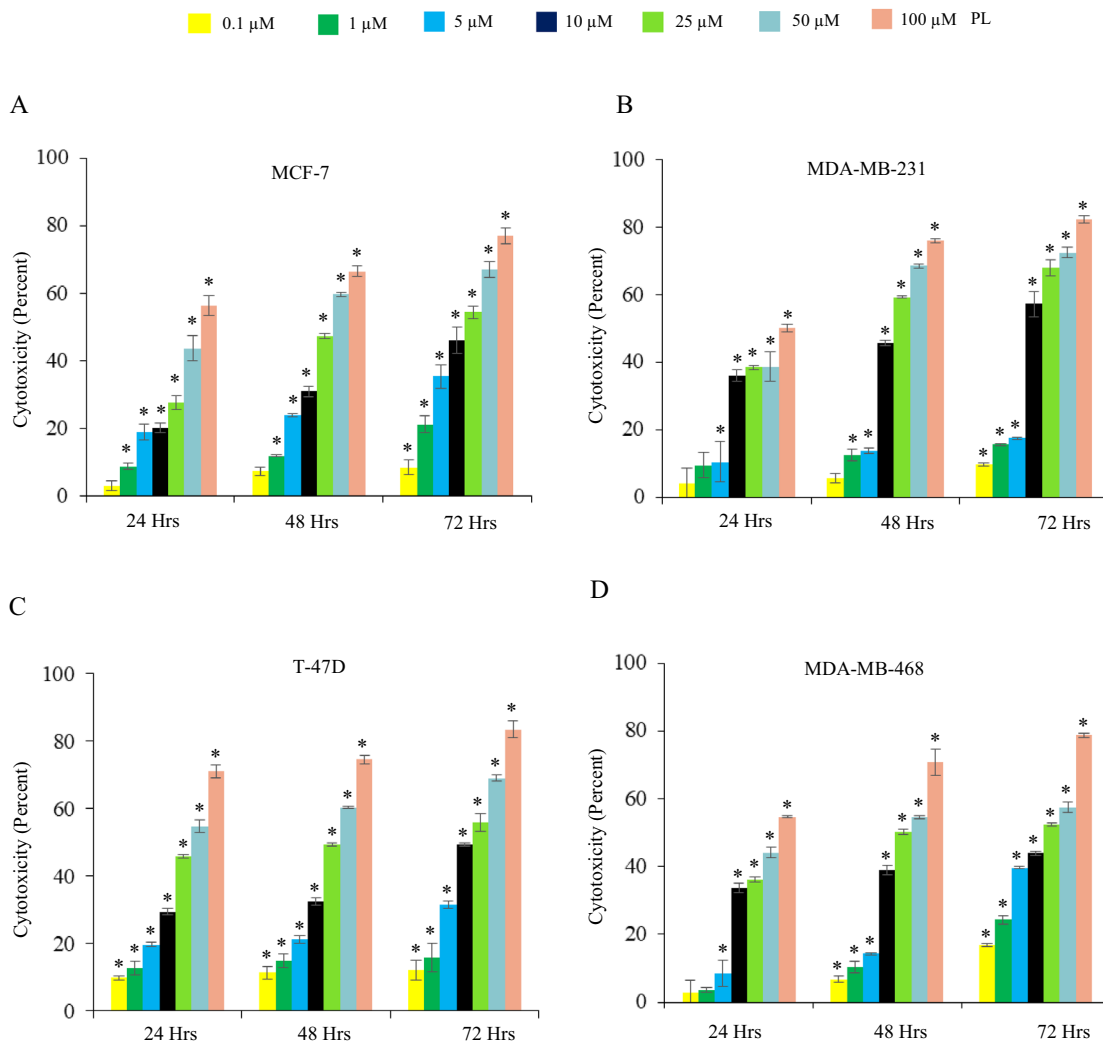 0.1 µM 1 µM 5 µM 10 µM 25 µM 50 µM 100 µM PL
A
MCF-7
Cytotoxicity (Percent)
100
80
60
40
20
0
* * * * * *
* * * * * *
* * * * * * *
24 Hrs 48 Hrs 72 Hrs
B
MDA-MB-231
Cytotoxicity (Percent)
100
80
60
40
20
0
* * * * *
* * * * * *
* * * * * * *
24 Hrs 48 Hrs 72 Hrs
C
T-47D
Cytotoxicity (Percent)
100
80
60
40
20
0
* * * * * * *
* * * * * * *
* * * * * * *
24 Hrs 48 Hrs 72 Hrs
D
MDA-MB-468
Cytotoxicity (Percent)
100
80
60
40
20
0
* * * * *
* * * * * * *
* * * * * * *
24 Hrs 48 Hrs 72 Hrs